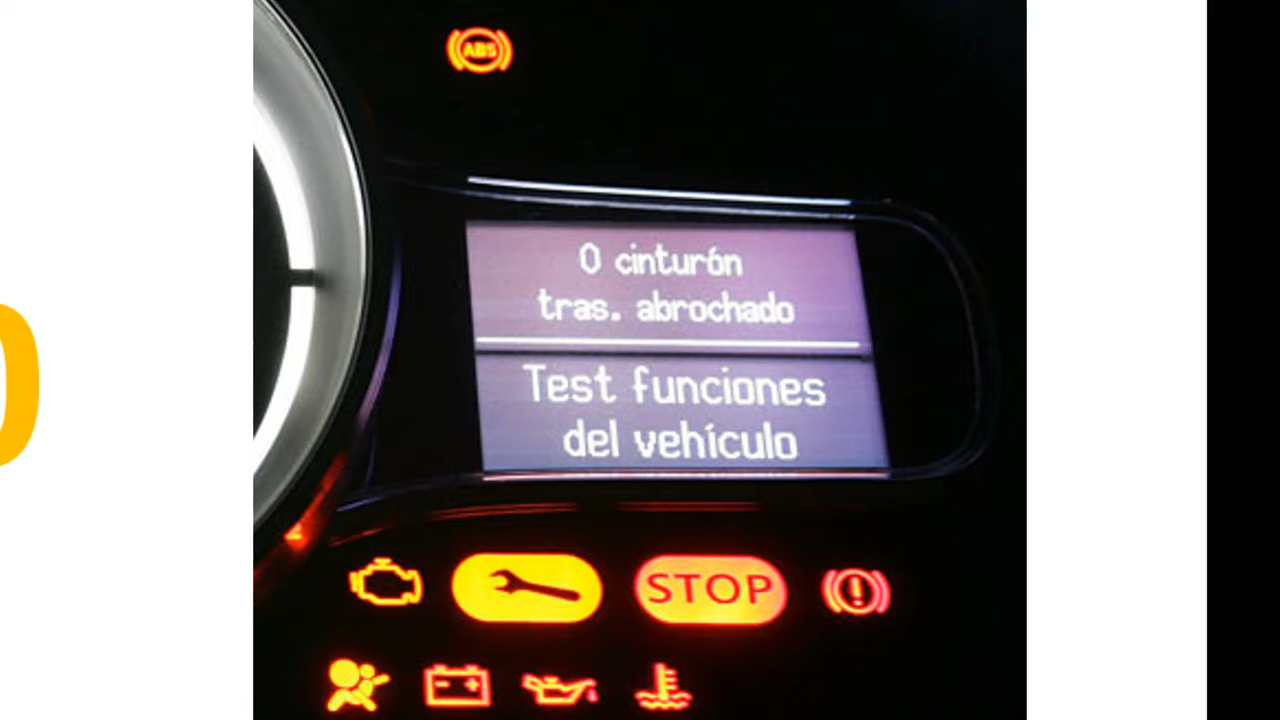 ABS
0 cinturón
tras. abrochado
Test funciones
del vehículo
STOP